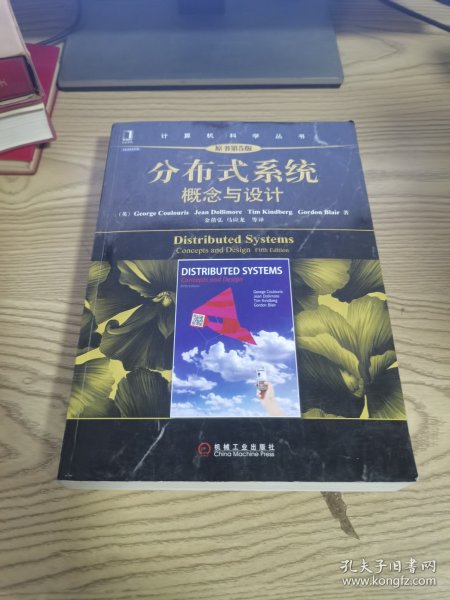 计算机科学丛书
原书第5版
分布式系统
概念与设计
(英) George Coulouris Jean Dollimore Tim Kindberg Gordon Blair 著
金蓓弘 马应龙 等译
Distributed Systems
Concepts and Design Fifth Edition
DISTRIBUTED SYSTEMS
Concepts and Design
George Coulouris
Jean Dollimore
Tim Kindberg
Gordon Blair
机械工业出版社
China Machine Press
孔夫子旧书网
www.kongfz.com